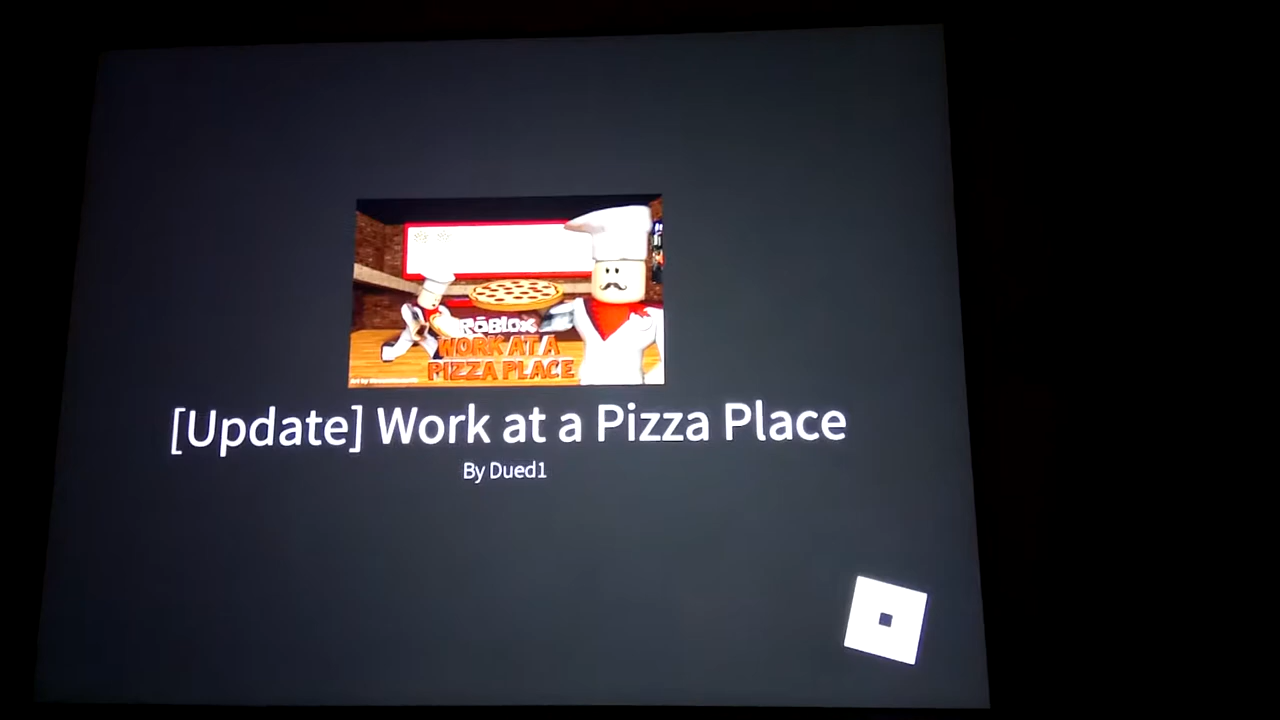 ROBLOX
WORK AT A
PIZZA PLACE
[Update] Work at a Pizza Place
By Dued1